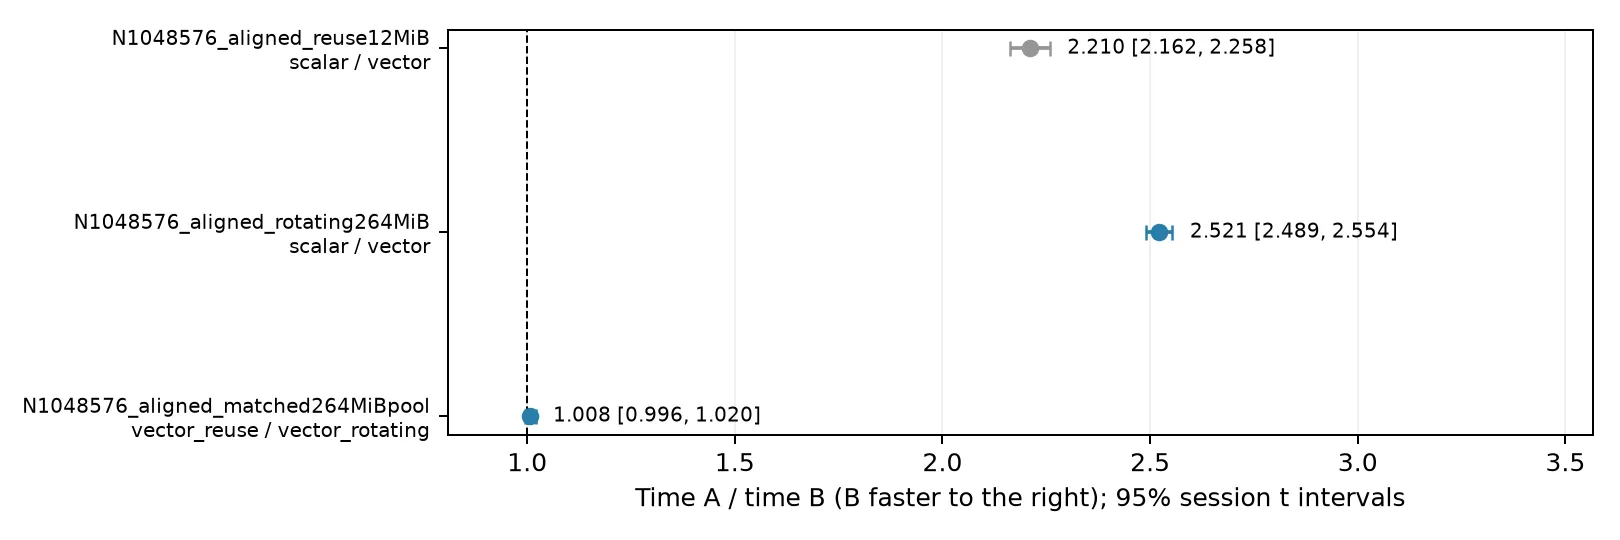 N1048576_aligned_reuse12MiB
scalar / vector
2.210 [2.162, 2.258]
N1048576_aligned_rotating264MiB
scalar / vector
2.521 [2.489, 2.554]
N1048576_aligned_matched264MiBpool
vector_reuse / vector_rotating
1.008 [0.996, 1.020]
1.0 1.5 2.0 2.5 3.0 3.5
Time A / time B (B faster to the right); 95% session t intervals